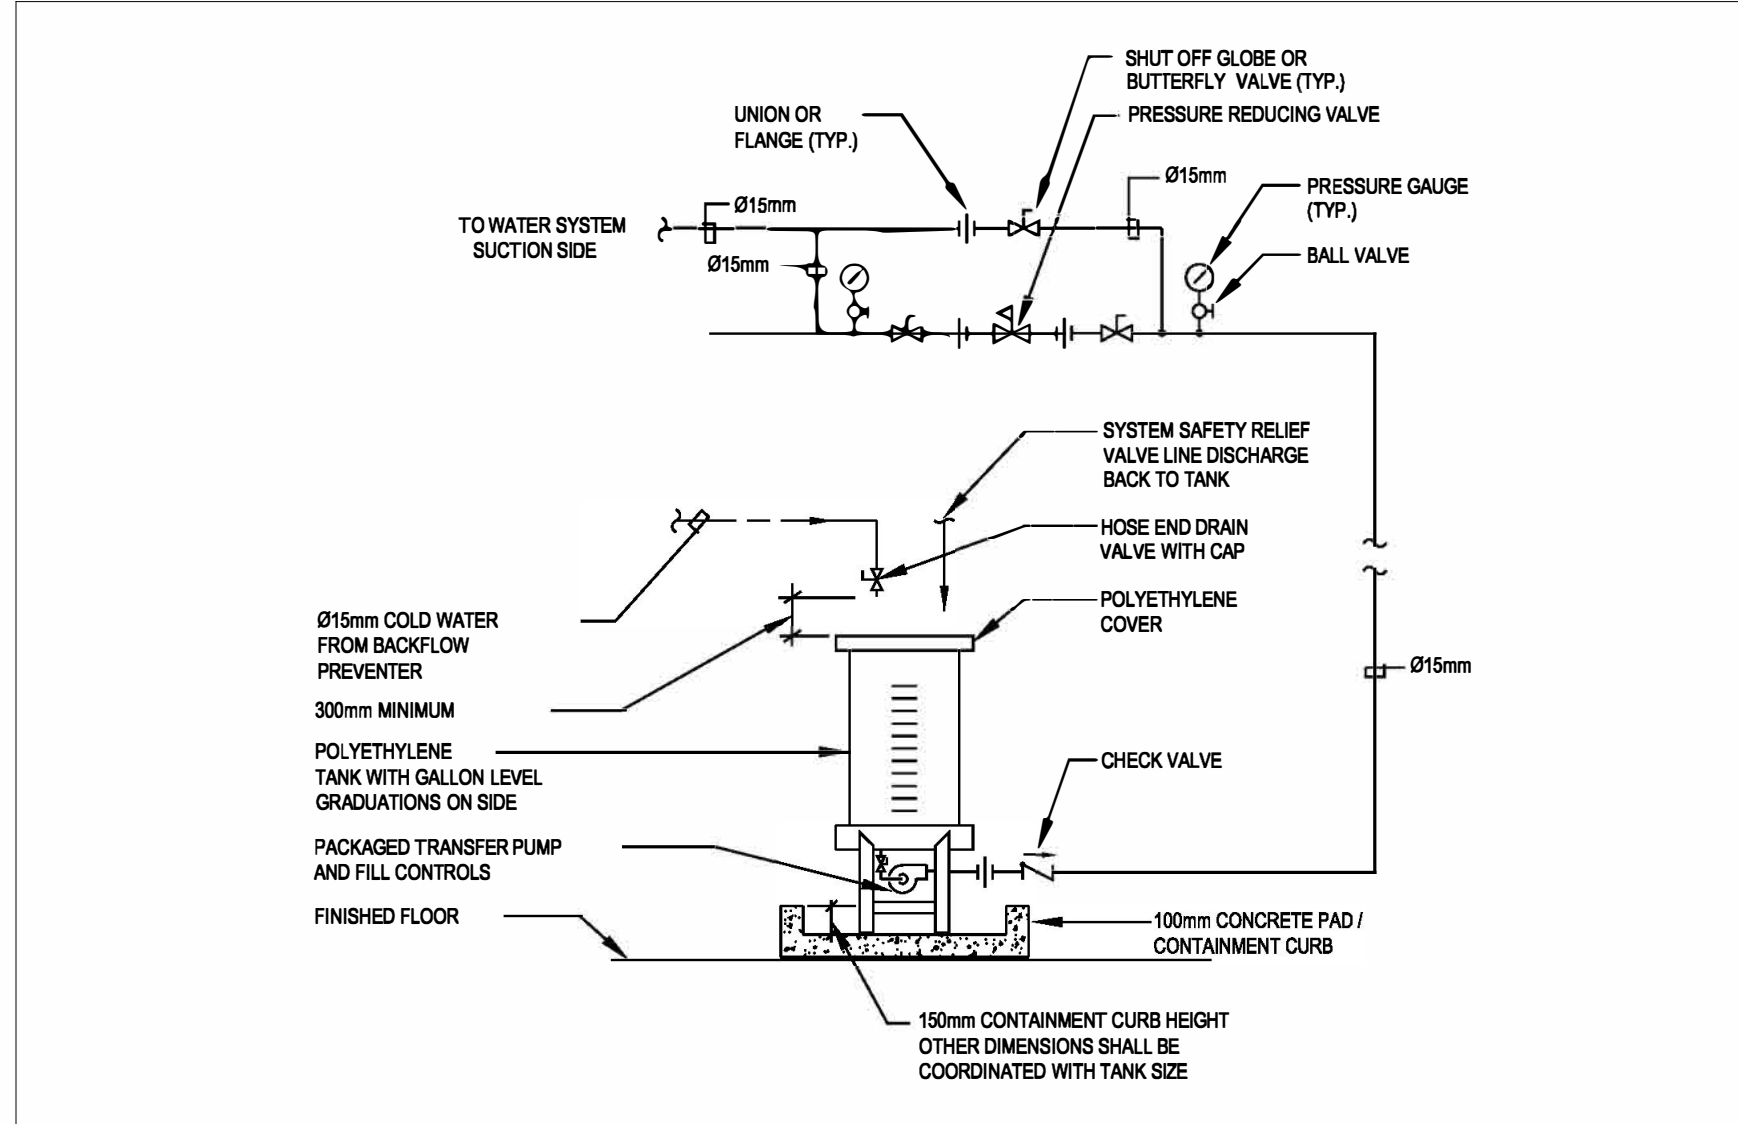 SHUT OFF GLOBE OR
BUTTERFLY VALVE (TYP.)
UNION OR
FLANGE (TYP.)
PRESSURE REDUCING VALVE
Ø15mm
PRESSURE GAUGE
(TYP.)
Ø15mm
TO WATER SYSTEM
SUCTION SIDE
Ø15mm
BALL VALVE
SYSTEM SAFETY RELIEF
VALVE LINE DISCHARGE
BACK TO TANK
HOSE END DRAIN
VALVE WITH CAP
POLYETHYLENE
COVER
Ø15mm COLD WATER
FROM BACKFLOW
PREVENTER
Ø15mm
300mm MINIMUM
POLYETHYLENE
TANK WITH GALLON LEVEL
GRADUATIONS ON SIDE
CHECK VALVE
PACKAGED TRANSFER PUMP
AND FILL CONTROLS
FINISHED FLOOR
100mm CONCRETE PAD /
CONTAINMENT CURB
150mm CONTAINMENT CURB HEIGHT
OTHER DIMENSIONS SHALL BE
COORDINATED WITH TANK SIZE